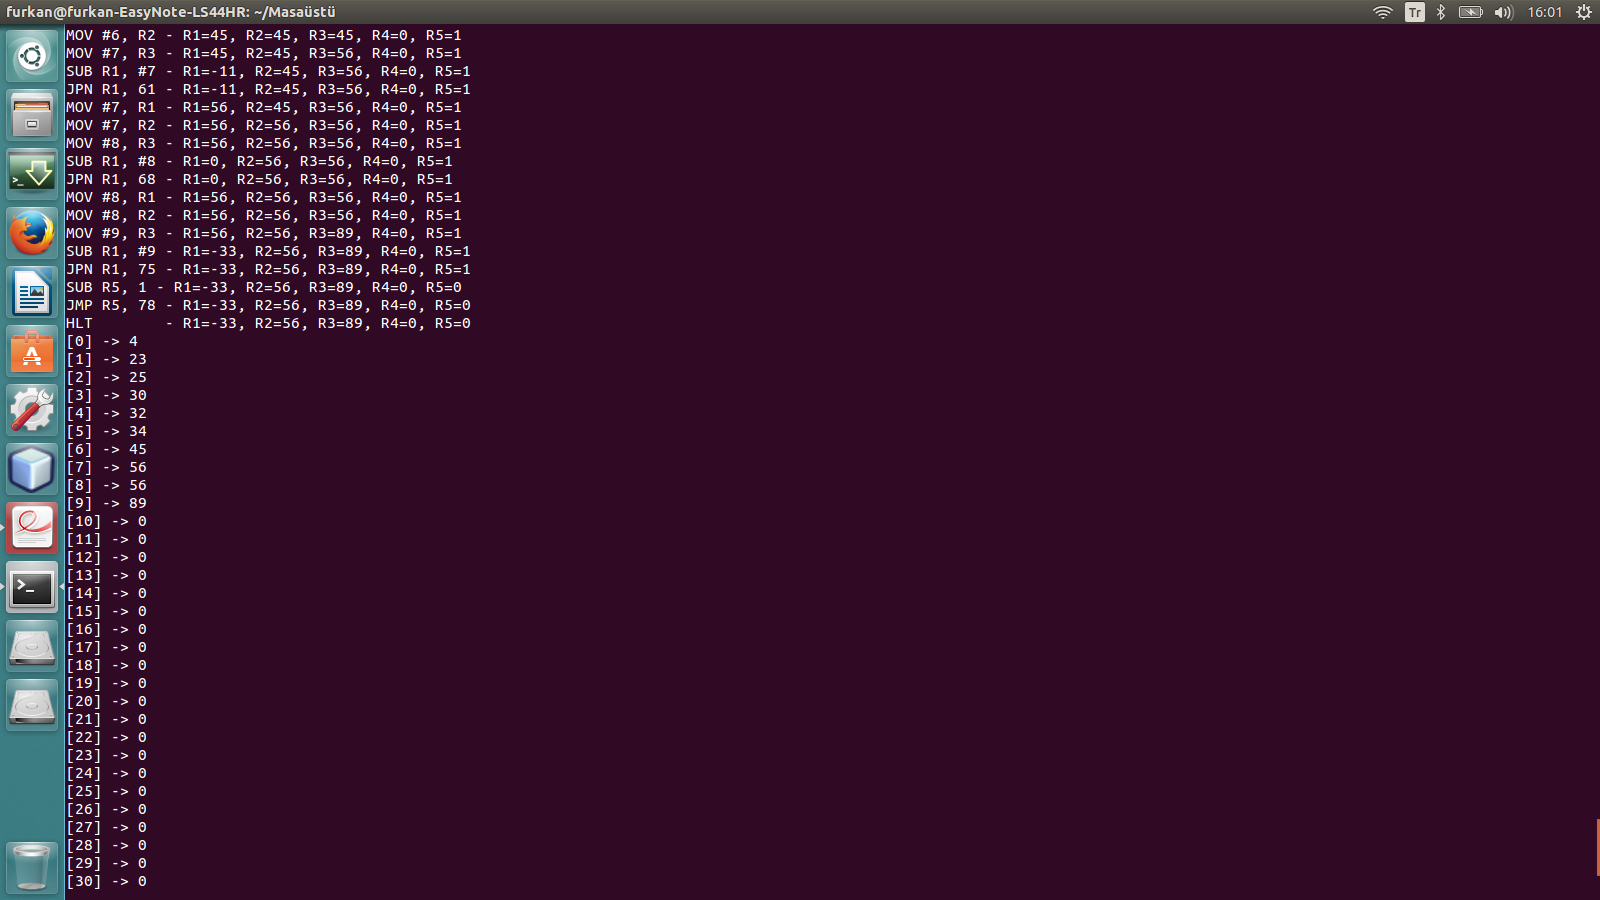 furkan@furkan-EasyNote-LS44HR: ~/Masaüstü
Tr
16:01
MOV #6, R2 - R1=45, R2=45, R3=45, R4=0, R5=1
MOV #7, R3 - R1=45, R2=45, R3=56, R4=0, R5=1
SUB R1, #7 - R1=-11, R2=45, R3=56, R4=0, R5=1
JPN R1, 61 - R1=-11, R2=45, R3=56, R4=0, R5=1
MOV #7, R1 - R1=56, R2=45, R3=56, R4=0, R5=1
MOV #7, R2 - R1=56, R2=56, R3=56, R4=0, R5=1
MOV #8, R3 - R1=56, R2=56, R3=56, R4=0, R5=1
SUB R1, #8 - R1=0, R2=56, R3=56, R4=0, R5=1
JPN R1, 68 - R1=0, R2=56, R3=56, R4=0, R5=1
MOV #8, R1 - R1=56, R2=56, R3=56, R4=0, R5=1
MOV #8, R2 - R1=56, R2=56, R3=56, R4=0, R5=1
MOV #9, R3 - R1=56, R2=56, R3=89, R4=0, R5=1
SUB R1, #9 - R1=-33, R2=56, R3=89, R4=0, R5=1
JPN R1, 75 - R1=-33, R2=56, R3=89, R4=0, R5=1
SUB R5, 1 - R1=-33, R2=56, R3=89, R4=0, R5=0
JMP R5, 78 - R1=-33, R2=56, R3=89, R4=0, R5=0
HLT        - R1=-33, R2=56, R3=89, R4=0, R5=0
[0] -> 4
[1] -> 23
[2] -> 25
[3] -> 30
[4] -> 32
[5] -> 34
[6] -> 45
[7] -> 56
[8] -> 56
[9] -> 89
[10] -> 0
[11] -> 0
[12] -> 0
[13] -> 0
[14] -> 0
[15] -> 0
[16] -> 0
[17] -> 0
[18] -> 0
[19] -> 0
[20] -> 0
[21] -> 0
[22] -> 0
[23] -> 0
[24] -> 0
[25] -> 0
[26] -> 0
[27] -> 0
[28] -> 0
[29] -> 0
[30] -> 0